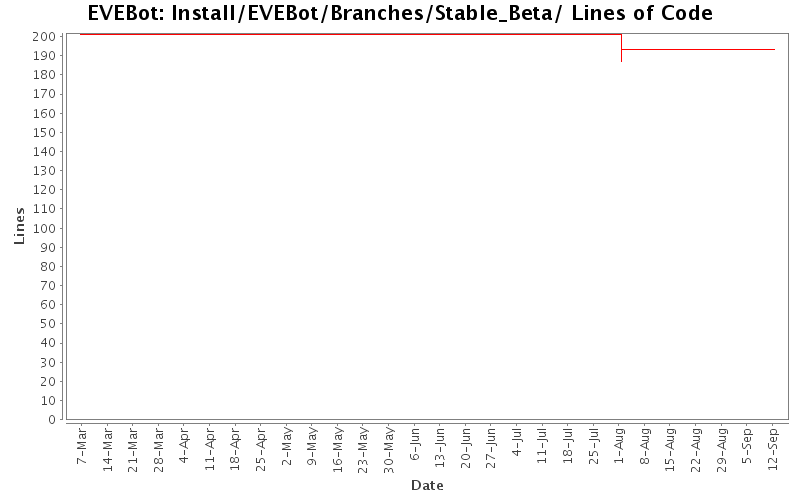 EVEBot: Install/EVEBot/Branches/Stable_Beta/ Lines of Code
200
190
180
170
160
150
140
130
120
110
100
90
80
70
60
50
40
30
20
10
0
Lines
7-Mar
14-Mar
21-Mar
28-Mar
4-Apr
11-Apr
18-Apr
25-Apr
2-May
9-May
16-May
23-May
30-May
6-Jun
13-Jun
20-Jun
27-Jun
4-Jul
11-Jul
18-Jul
25-Jul
1-Aug
8-Aug
15-Aug
22-Aug
29-Aug
5-Sep
12-Sep
Date